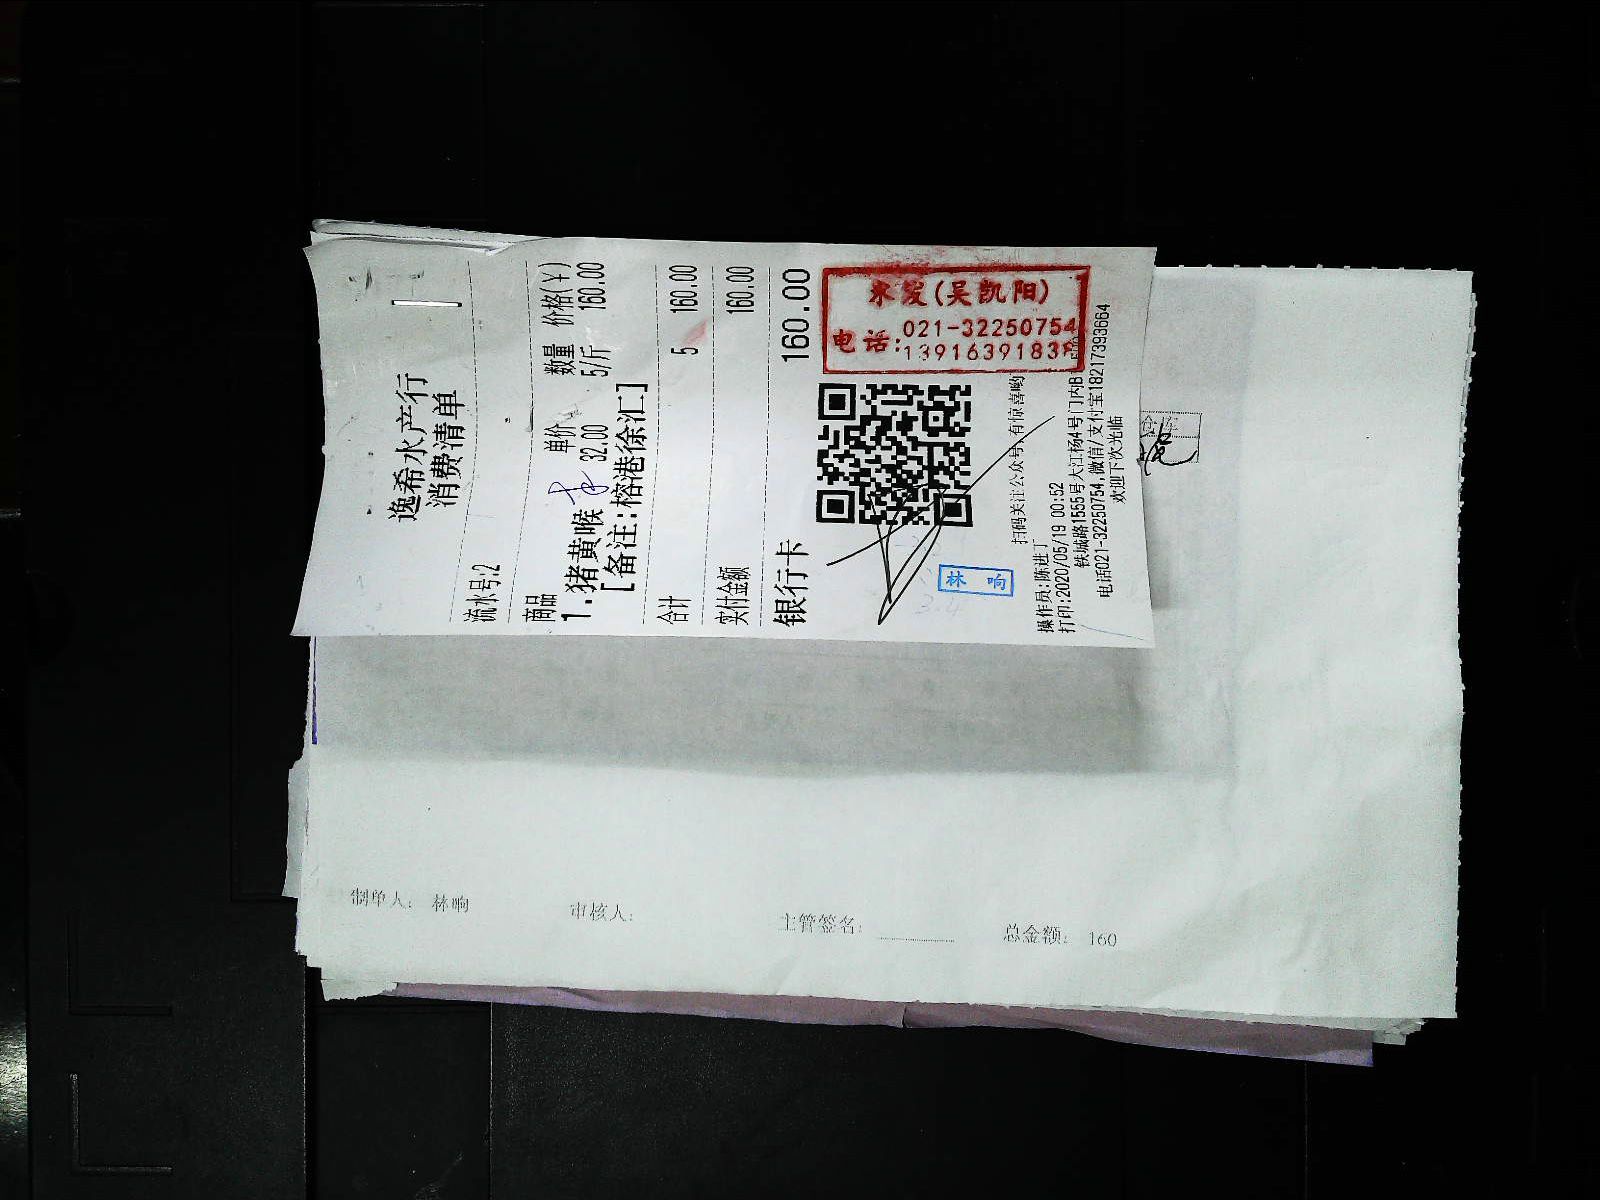 逸希水产行
消费清单
流水号:2
商品 单价 数量 价格(¥)
1.猪黄喉 32.00 5/斤 160.00
[备注:榕港徐汇]
合计 5 160.00
实付金额 160.00
银行卡 160.00
(吴凯阳)
电话:021-32250754
1391639183
林响
扫码关注公众号,有惊喜哟
操作员:陈进丁
打印:2020/05/19 00:52
铁城路1555号大江杨4号门内B
电话021-32250754,微信/支付宝18217393664
欢迎下次光临
制单人: 林响 审核人: 主管签名: 总金额: 160